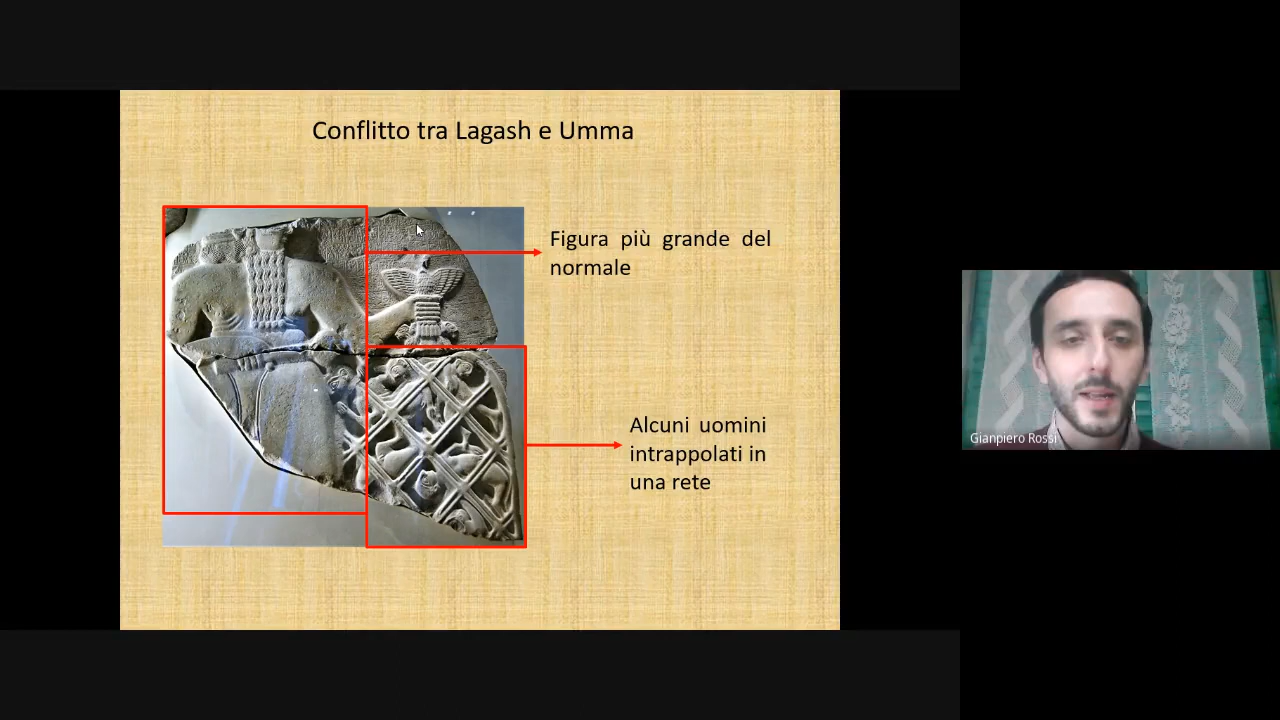 Conflitto tra Lagash e Umma
Figura più grande del
normale
Alcuni uomini
intrappolati in
una rete
Gianpiero Rossi